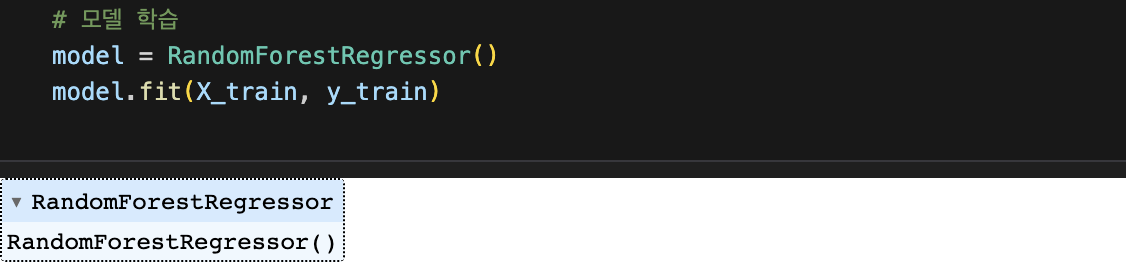 # 모델 학습
model = RandomForestRegressor()
model.fit(X_train, y_train)
▼ RandomForestRegressor
RandomForestRegressor()